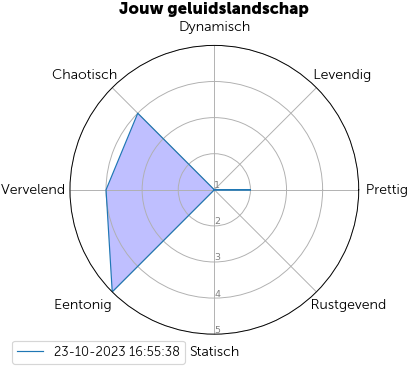 Jouw geluidslandschap
Dynamisch
Chaotisch
Levendig
Vervelend
Prettig
1
2
3
4
5
Eentonig
Rustgevend
Statisch
23-10-2023 16:55:38